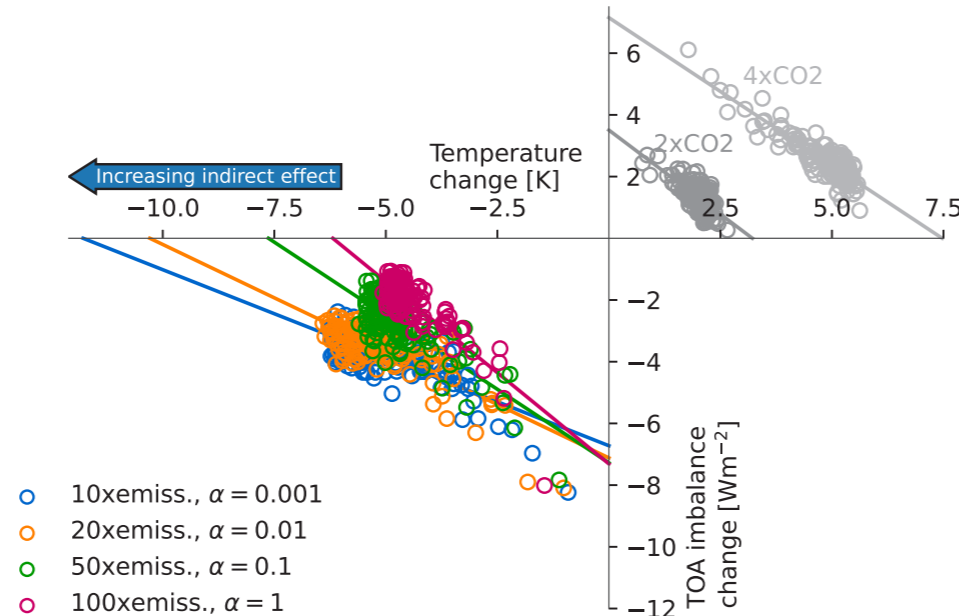 6
4xCO2
4
2xCO2
Temperature
change [K]
2
Increasing indirect effect
−10.0
−7.5
−5.0
−2.5
2.5
5.0
7.5
−2
−4
−6
−8
−10
−12
TOA imbalance
change [Wm⁻²]
10xemiss., α = 0.001
20xemiss., α = 0.01
50xemiss., α = 0.1
100xemiss., α = 1